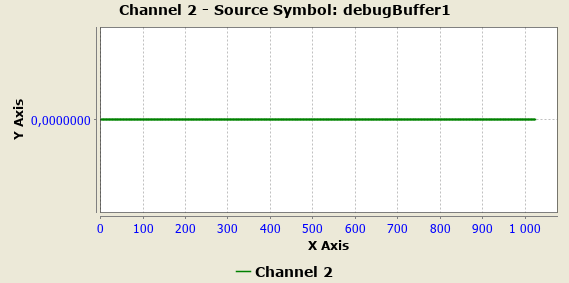 Channel 2 - Source Symbol: debugBuffer1
Y Axis
0,0000000
0 100 200 300 400 500 600 700 800 900 1 000
X Axis
Channel 2